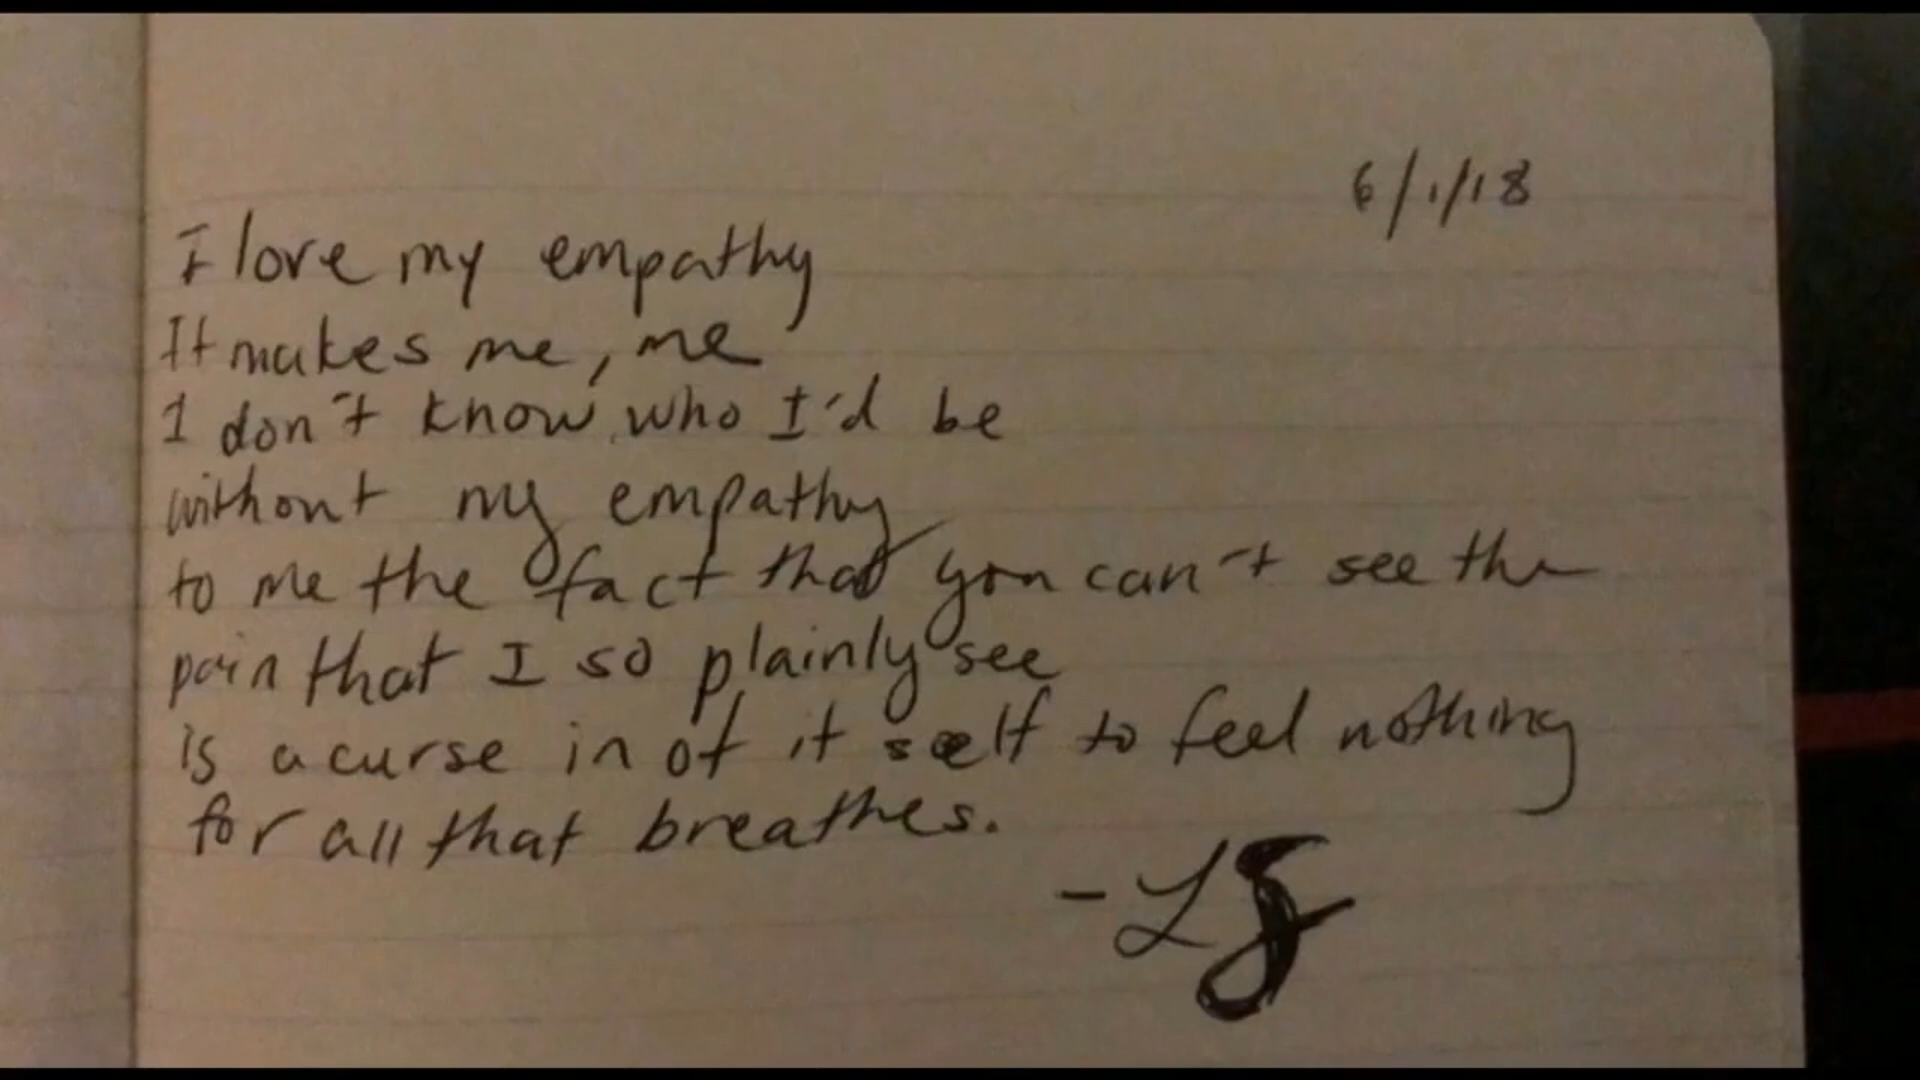 6/1/18
I love my empathy
It makes me, me
I don't know who I'd be
without my empathy
to me the fact that you can't see the
pain that I so plainly see
is a curse in of it self to feel nothing
for all that breathes.